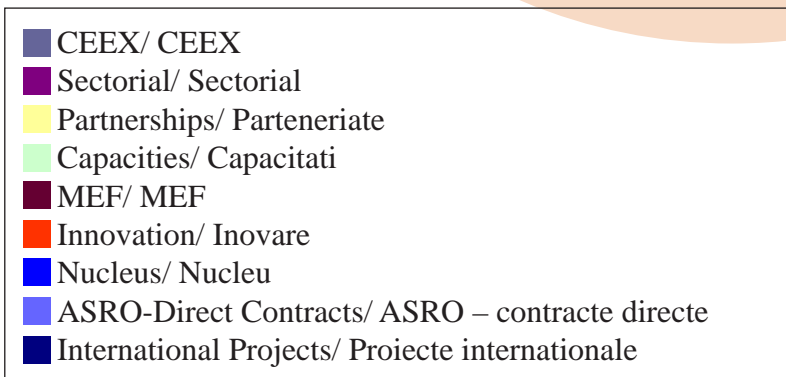 CEEX/ CEEX
Sectorial/ Sectorial
Partnerships/ Parteneriate
Capacities/ Capacitati
MEF/ MEF
Innovation/ Inovare
Nucleus/ Nucleu
ASRO-Direct Contracts/ ASRO – contracte directe
International Projects/ Proiecte internationale